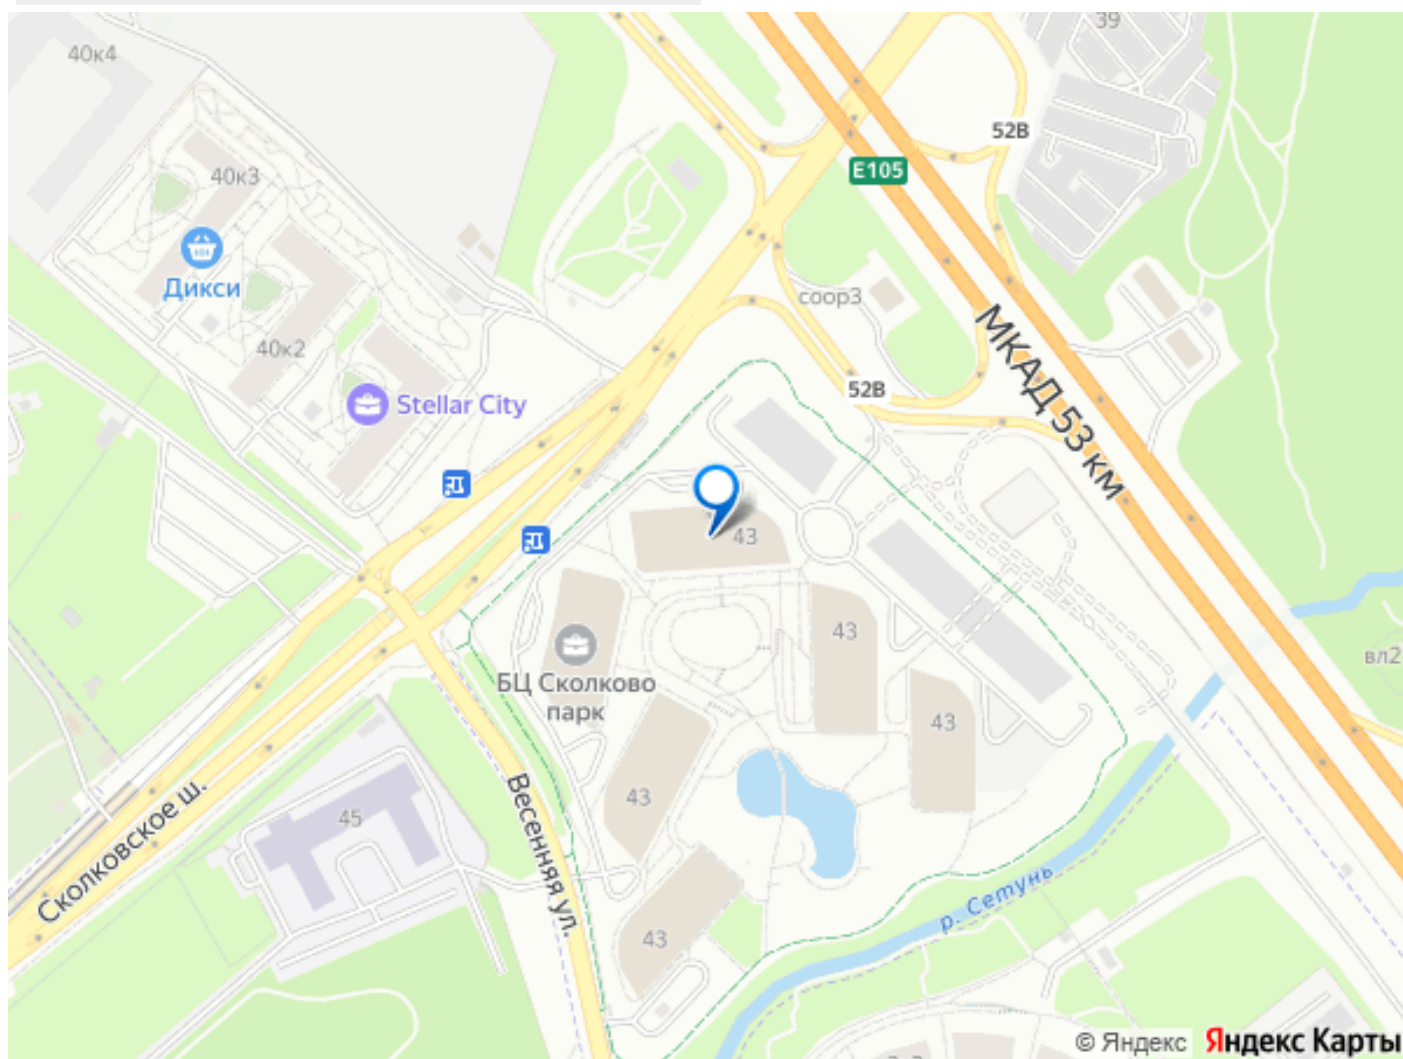 40к4
39
52В
E105
40к3
Дикси
соор3
МКАД 53 км
40к2
52В
Stellar City
43
43
вл2
БЦ Сколково
парк
43
43
Весенняя ул.
Сколковское ш.
45
р. Сетунь
43
© Яндекс
Яндекс Карты